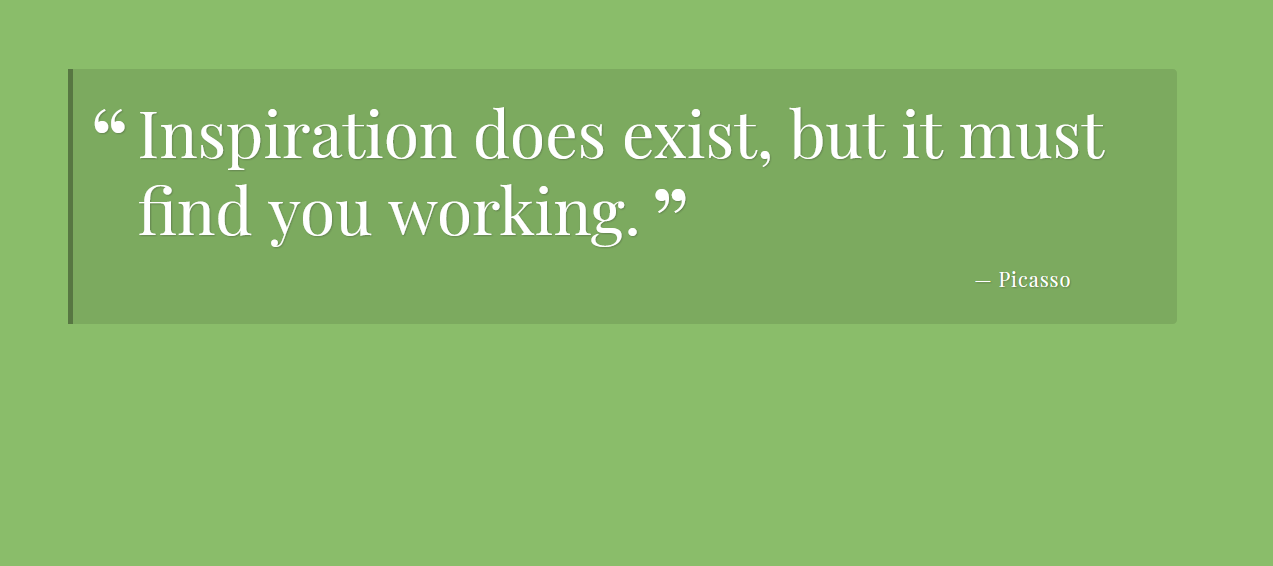 “ Inspiration does exist, but it must
find you working. ”
— Picasso